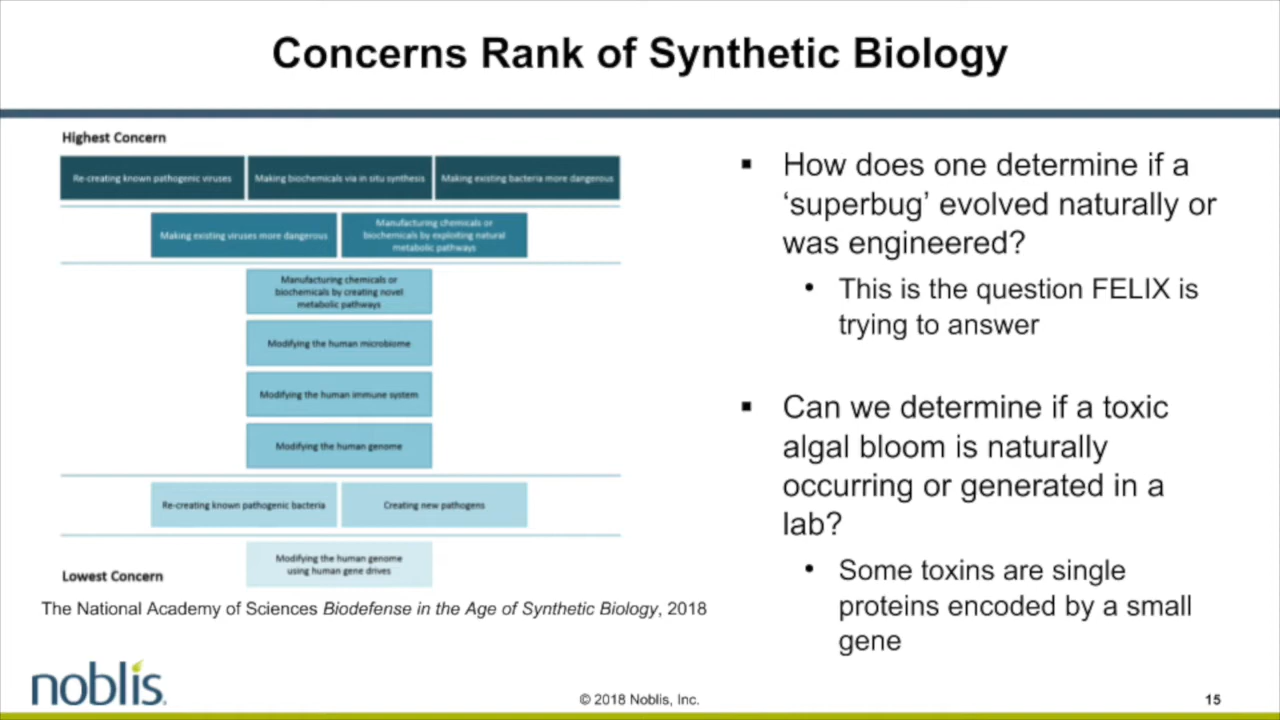 Concerns Rank of Synthetic Biology
Highest Concern
Re-creating known pathogenic viruses
Making biochemicals via in situ synthesis
Making existing bacteria more dangerous
Making existing viruses more dangerous
Manufacturing chemicals or
biochemicals by exploiting natural
metabolic pathways
Manufacturing chemicals or
biochemicals by creating novel
metabolic pathways
Modifying the human microbiome
Modifying the human immune system
Modifying the human genome
Re-creating known pathogenic bacteria
Creating new pathogens
Modifying the human genome
using human gene drives
Lowest Concern
The National Academy of Sciences Biodefense in the Age of Synthetic Biology, 2018
▪ How does one determine if a
‘superbug’ evolved naturally or
was engineered?
• This is the question FELIX is
trying to answer
▪ Can we determine if a toxic
algal bloom is naturally
occurring or generated in a
lab?
• Some toxins are single
proteins encoded by a small
gene
noblis.
© 2018 Noblis, Inc.
15